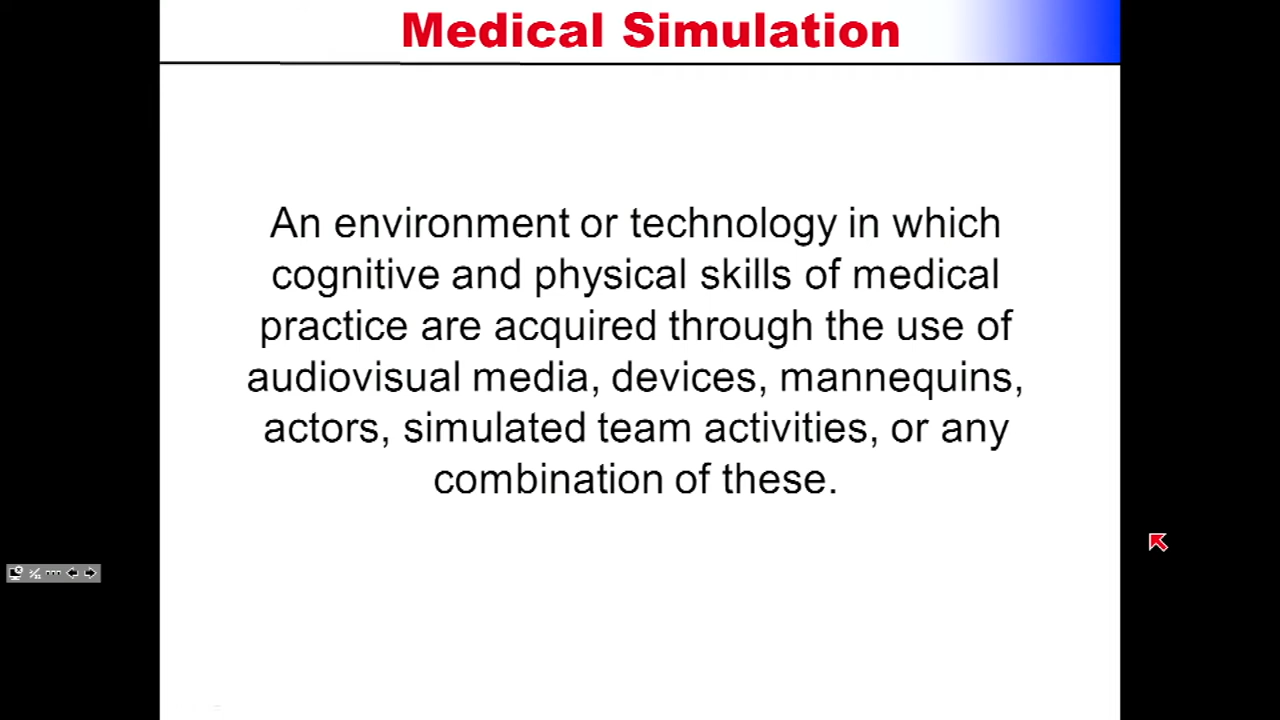 Medical Simulation
An environment or technology in which
cognitive and physical skills of medical
practice are acquired through the use of
audiovisual media, devices, mannequins,
actors, simulated team activities, or any
combination of these.